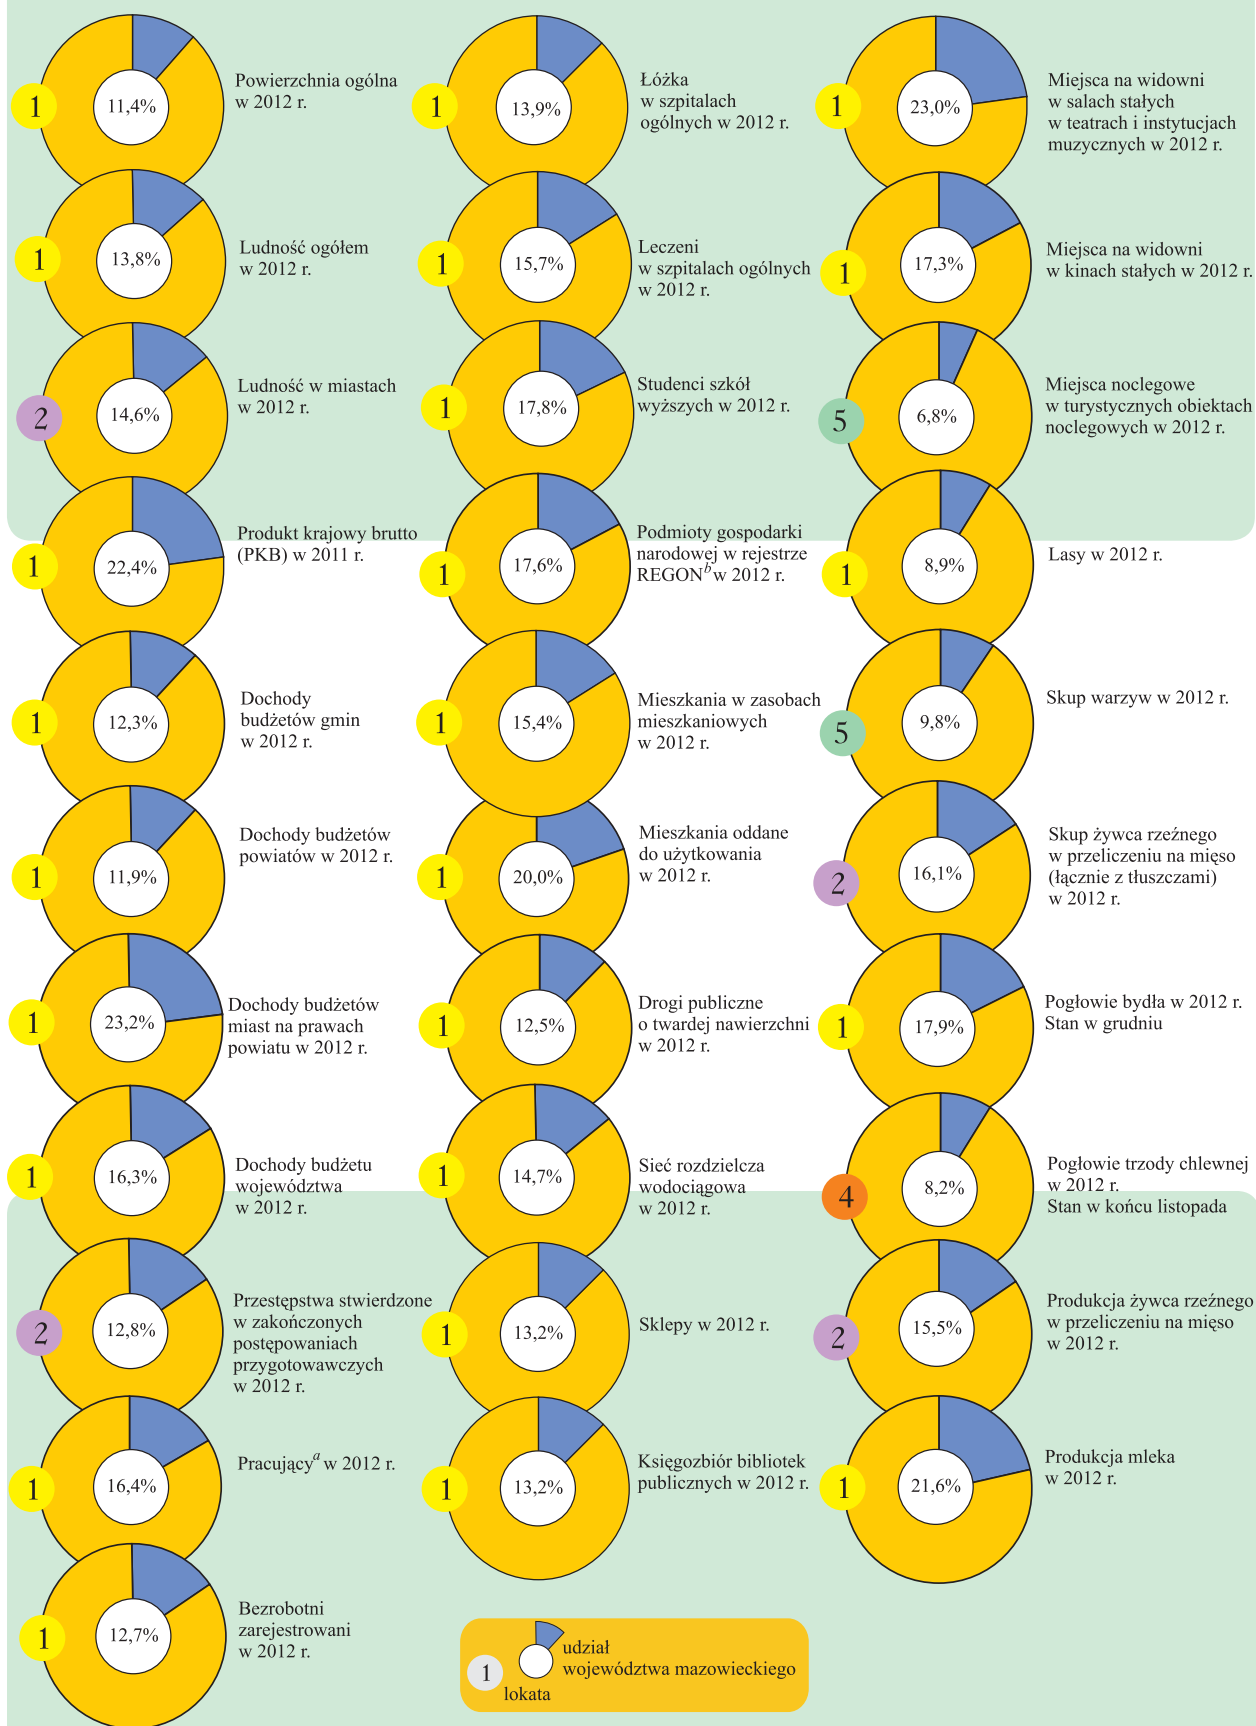 1
11,4%
Powierzchnia ogólna
w 2012 r.
1
13,8%
Ludność ogółem
w 2012 r.
2
14,6%
Ludność w miastach
w 2012 r.
1
22,4%
Produkt krajowy brutto
(PKB) w 2011 r.
1
12,3%
Dochody
budżetów gmin
w 2012 r.
1
11,9%
Dochody budżetów
powiatów w 2012 r.
1
23,2%
Dochody budżetów
miast na prawach
powiatu w 2012 r.
1
16,3%
Dochody budżetu
województwa
w 2012 r.
2
12,8%
Przestępstwa stwierdzone
w zakończonych
postępowaniach
przygotowawczych
w 2012 r.
1
16,4%
Pracujący^a w 2012 r.
1
12,7%
Bezrobotni
zarejestrowani
w 2012 r.
1
13,9%
Łóżka
w szpitalach
ogólnych w 2012 r.
1
15,7%
Leczeni
w szpitalach ogólnych
w 2012 r.
1
17,8%
Studenci szkół
wyższych w 2012 r.
1
17,6%
Podmioty gospodarki
narodowej w rejestrze
REGON^b w 2012 r.
1
15,4%
Mieszkania w zasobach
mieszkaniowych
w 2012 r.
1
20,0%
Mieszkania oddane
do użytkowania
w 2012 r.
1
12,5%
Drogi publiczne
o twardej nawierzchni
w 2012 r.
1
14,7%
Sieć rozdzielcza
wodociągowa
w 2012 r.
1
13,2%
Sklepy w 2012 r.
1
13,2%
Księgozbiór bibliotek
publicznych w 2012 r.
1
23,0%
Miejsca na widowni
w salach stałych
w teatrach i instytucjach
muzycznych w 2012 r.
1
17,3%
Miejsca na widowni
w kinach stałych w 2012 r.
5
6,8%
Miejsca noclegowe
w turystycznych obiektach
noclegowych w 2012 r.
1
8,9%
Lasy w 2012 r.
5
9,8%
Skup warzyw w 2012 r.
2
16,1%
Skup żywca rzeźnego
w przeliczeniu na mięso
(łącznie z tłuszczami)
w 2012 r.
1
17,9%
Pogłowie bydła w 2012 r.
Stan w grudniu
4
8,2%
Pogłowie trzody chlewnej
w 2012 r.
Stan w końcu listopada
2
15,5%
Produkcja żywca rzeźnego
w przeliczeniu na mięso
w 2012 r.
1
21,6%
Produkcja mleka
w 2012 r.
udział
województwa mazowieckiego
1
lokata